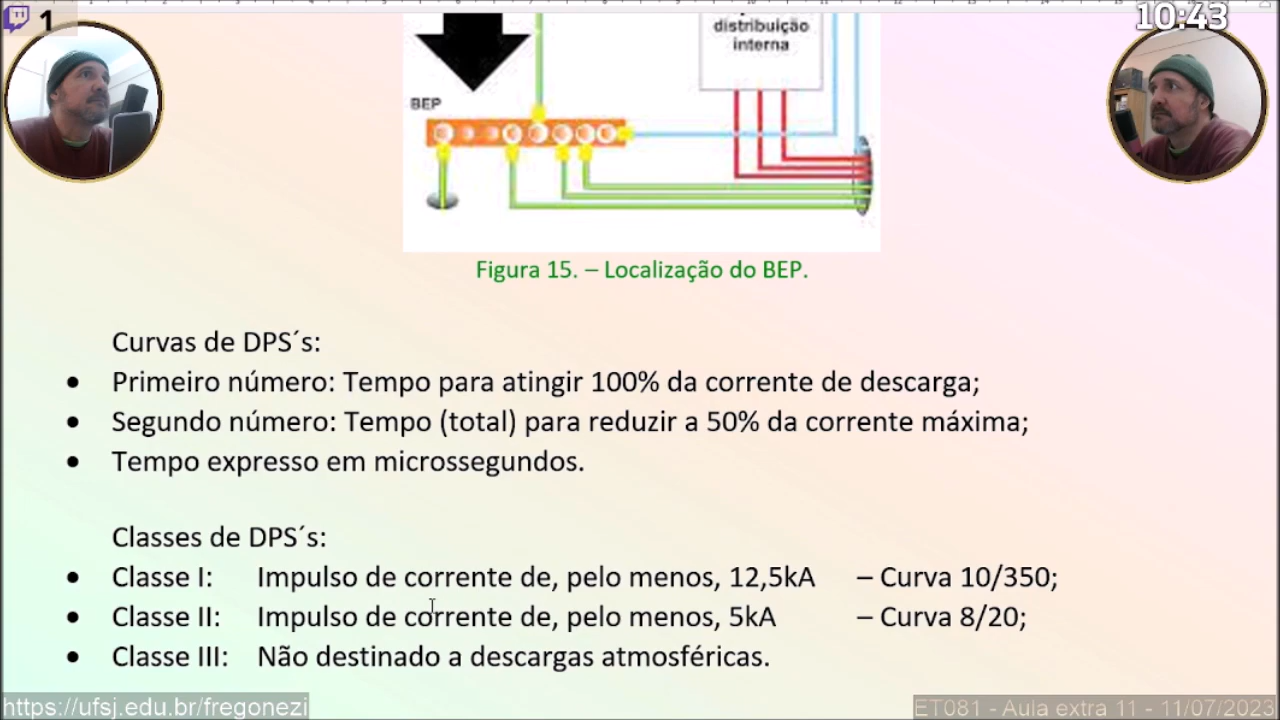 1
10:43
distribuição
interna
BEP
Figura 15. – Localização do BEP.
Curvas de DPS´s:
• Primeiro número: Tempo para atingir 100% da corrente de descarga;
• Segundo número: Tempo (total) para reduzir a 50% da corrente máxima;
• Tempo expresso em microssegundos.
Classes de DPS´s:
• Classe I: Impulso de corrente de, pelo menos, 12,5kA – Curva 10/350;
• Classe II: Impulso de corrente de, pelo menos, 5kA – Curva 8/20;
• Classe III: Não destinado a descargas atmosféricas.
https://ufsj.edu.br/fregonezi
ET081 - Aula extra 11 - 11/07/2023